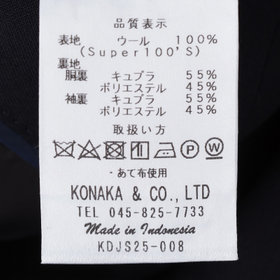 品質表示
表地 ウール 100%
(Super100'S)
裏地
胴裏 キュプラ 55%
ポリエステル 45%
袖裏 キュプラ 55%
ポリエステル 45%
取扱い方
P W
・あて布使用
KONAKA & CO., LTD
TEL 045-825-7733
Made in Indonesia
KDJS25-008